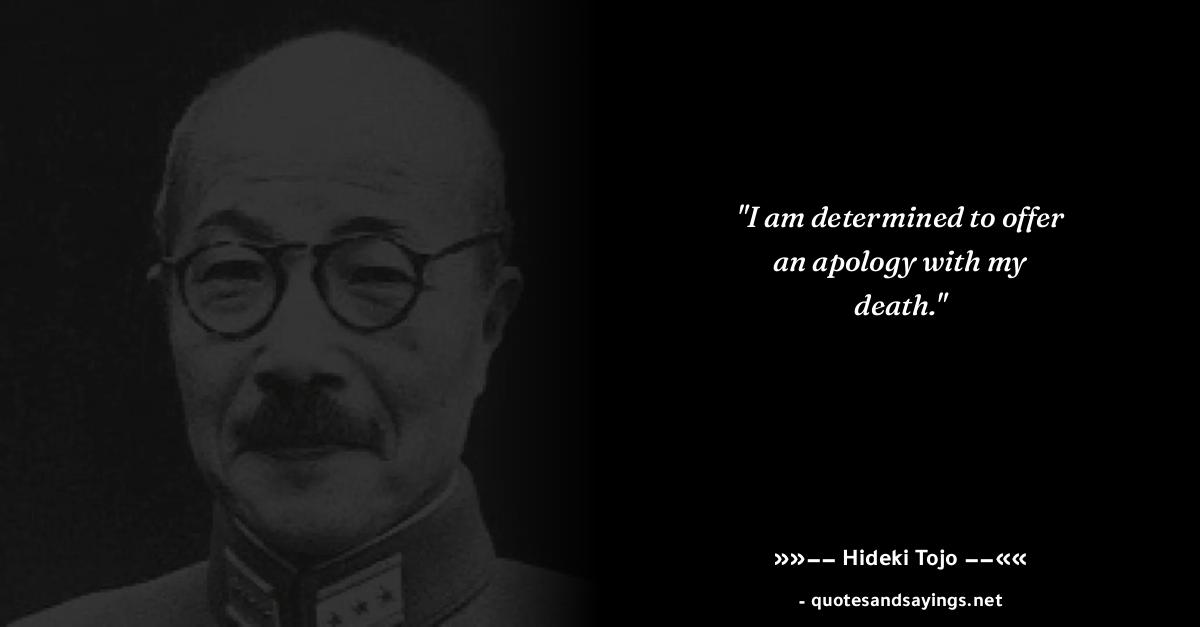 "I am determined to offer
an apology with my
death."
»»–– Hideki Tojo ––««
- quotesandsayings.net